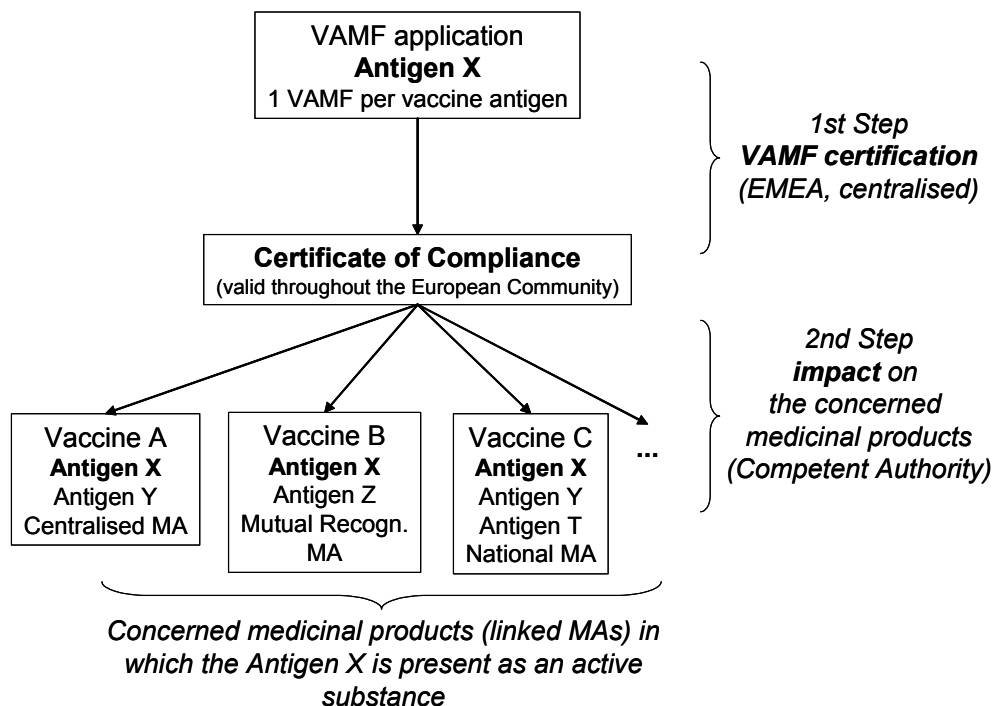 VAMF application
Antigen X
1 VAMF per vaccine antigen
1st Step
VAMF certification
(EMEA, centralised)
Certificate of Compliance
(valid throughout the European Community)
2nd Step
impact on
the concerned
medicinal products
(Competent Authority)
Vaccine A
Antigen X
Antigen Y
Centralised MA
Vaccine B
Antigen X
Antigen Z
Mutual Recogn.
MA
Vaccine C
Antigen X
Antigen Y
Antigen T
National MA
...
Concerned medicinal products (linked MAs) in
which the Antigen X is present as an active
substance